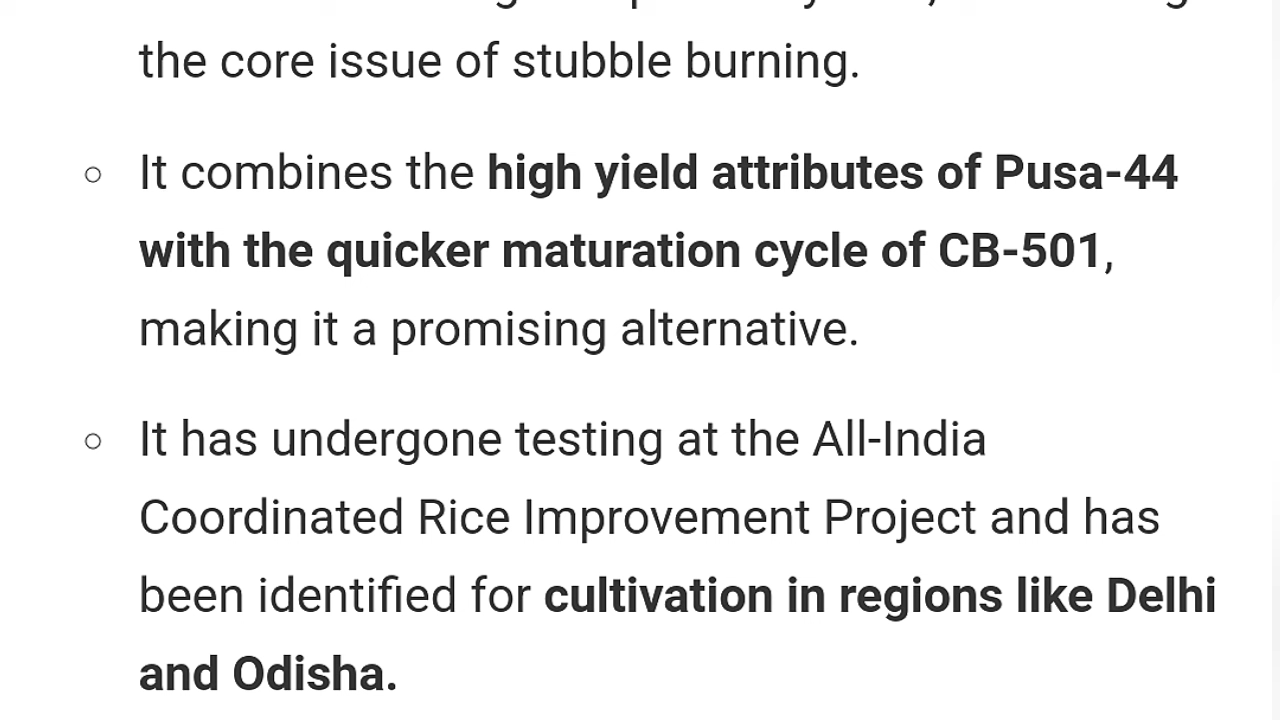 the core issue of stubble burning.
It combines the high yield attributes of Pusa-44
with the quicker maturation cycle of CB-501,
making it a promising alternative.
It has undergone testing at the All-India
Coordinated Rice Improvement Project and has
been identified for cultivation in regions like Delhi
and Odisha.